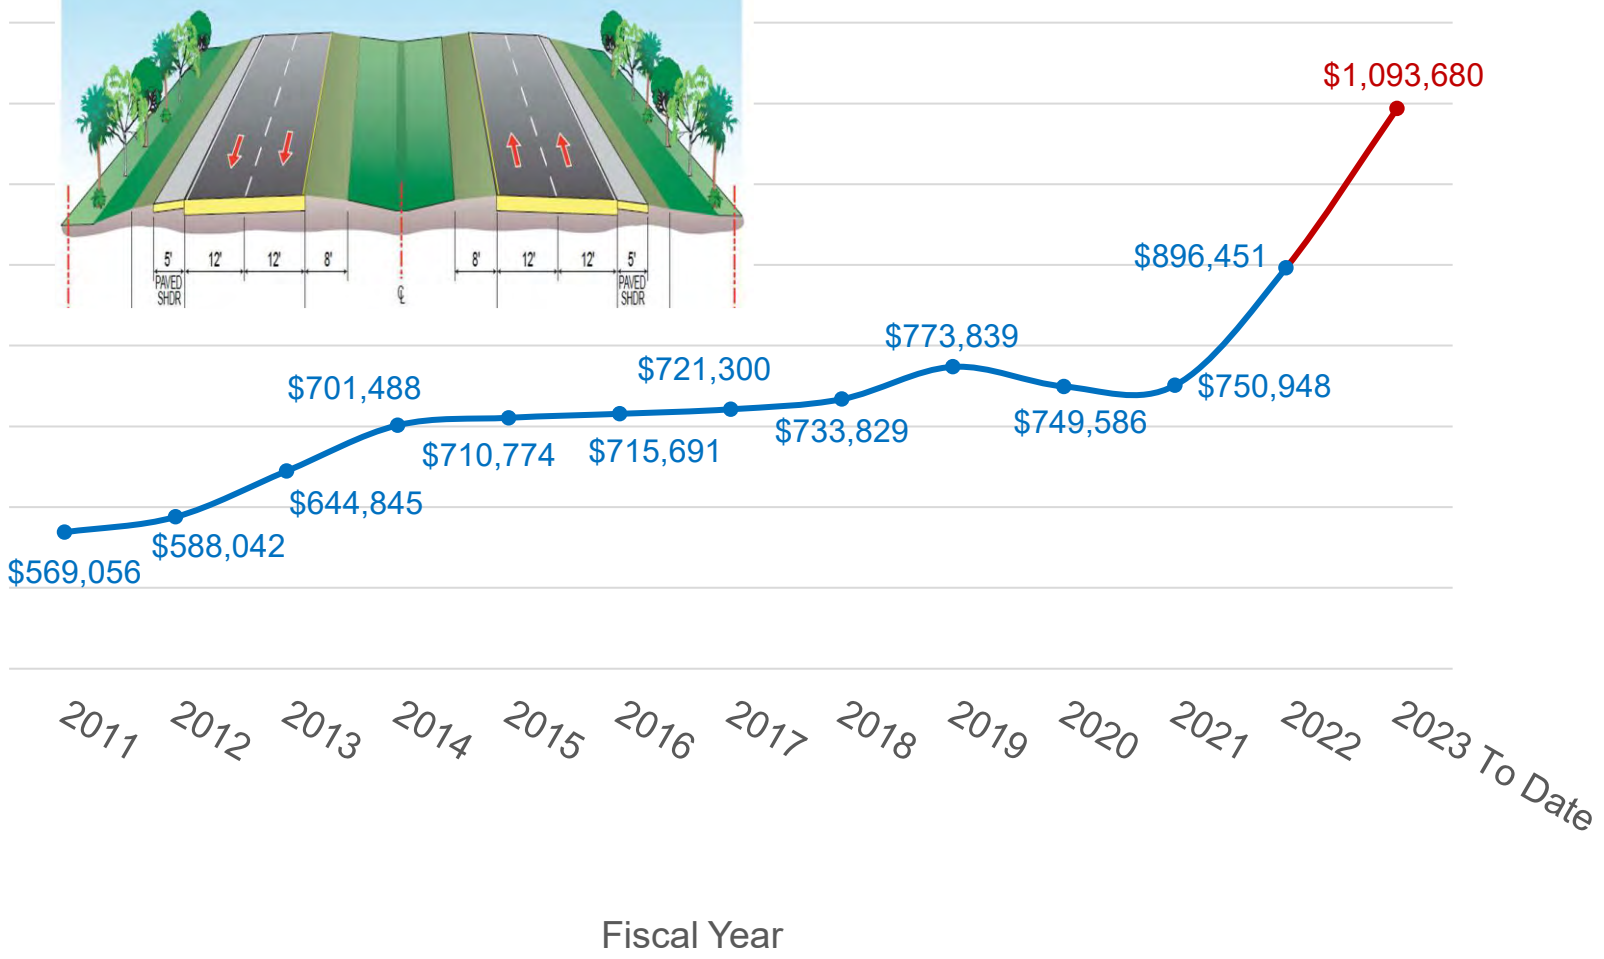 5' 12' 12' 8' 8' 12' 12' 5'
PAVED PAVED
SHDR SHDR
℄
$1,093,680
$896,451
$773,839
$721,300
$701,488
$750,948
$749,586
$733,829
$710,774
$715,691
$644,845
$588,042
$569,056
2011 2012 2013 2014 2015 2016 2017 2018 2019 2020 2021 2022 2023 To Date
Fiscal Year